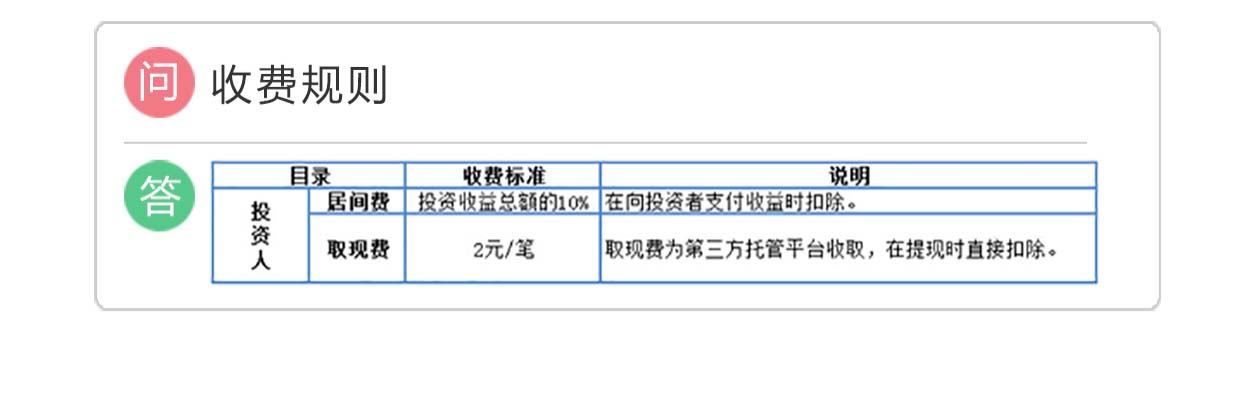 问 收费规则
答
目录 收费标准 说明
投资人 居间费 投资收益总额的10% 在向投资者支付收益时扣除。
取现费 2元/笔 取现费为第三方托管平台收取，在提现时直接扣除。